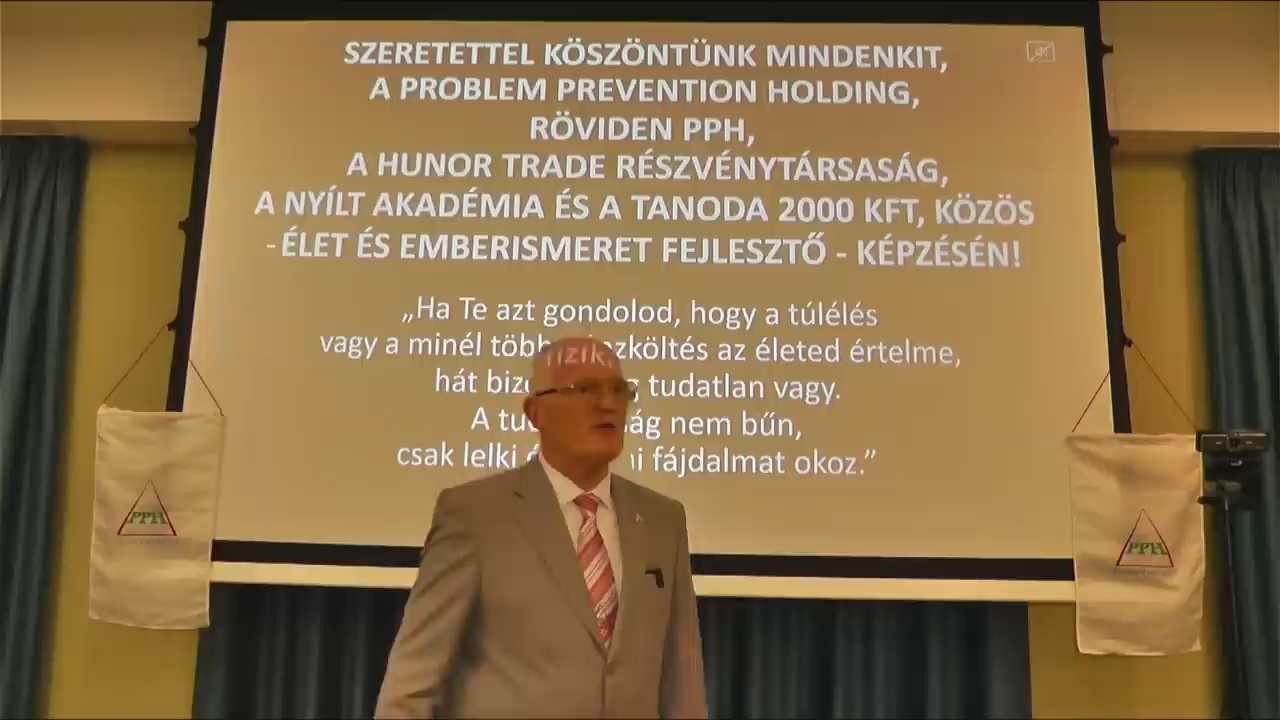 SZERETETTEL KÖSZÖNTÜNK MINDENKIT,
A PROBLEM PREVENTION HOLDING,
RÖVIDEN PPH,
A HUNOR TRADE RÉSZVÉNYTÁRSASÁG,
A NYÍLT AKADÉMIA ÉS A TANODA 2000 KFT, KÖZÖS
- ÉLET ÉS EMBERISMERET FEJLESZTŐ - KÉPZÉSÉN!
„Ha Te azt gondolod, hogy a túlélés
vagy a minél több az életed értelme,
hát tudatlan vagy.
A nem bűn,
csak lelki fájdalmat okoz.”
PPH
PPH